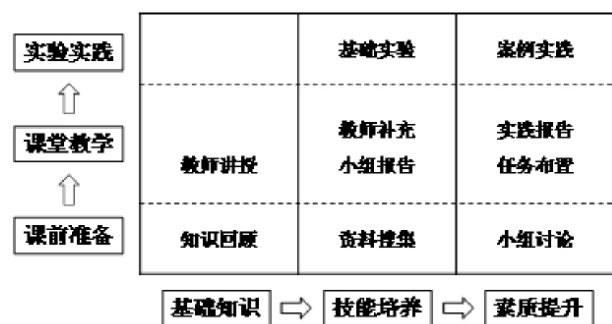 实验实践 基础实验 案例实践
教师补充 实践报告
课堂教学
教师讲授 小组报告 任务布置
课前准备 知识回顾 资料搜集 小组讨论
基础知识 技能培养 素质提升